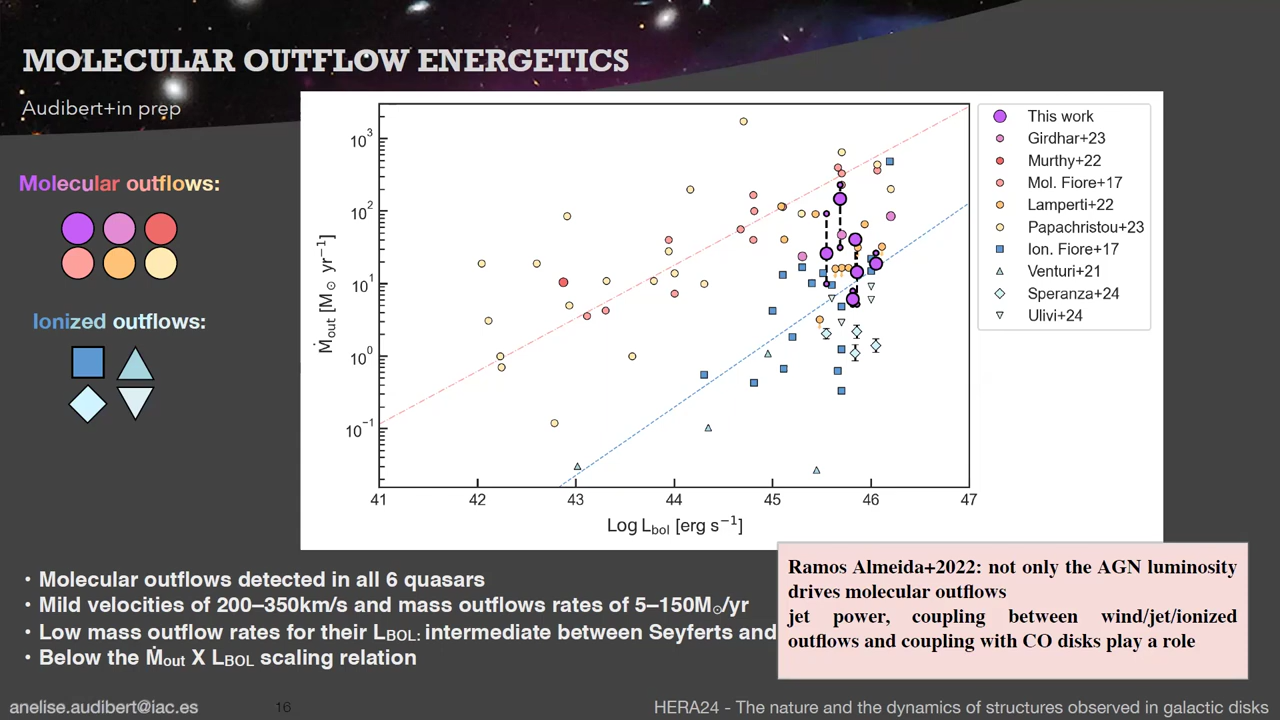 MOLECULAR OUTFLOW ENERGETICS
Audibert+in prep
Molecular outflows:
Ionized outflows:
Ṁout [M⊙ yr⁻¹]
10³
10²
10¹
10⁰
10⁻¹
41 42 43 44 45 46 47
Log Lbol [erg s⁻¹]
This work
Girdhar+23
Murthy+22
Mol. Fiore+17
Lamperti+22
Papachristou+23
Ion. Fiore+17
Venturi+21
Speranza+24
Ulivi+24
• Molecular outflows detected in all 6 quasars
• Mild velocities of 200–350km/s and mass outflows rates of 5–150M⊙/yr
• Low mass outflow rates for their LBOL: intermediate between Seyferts and
• Below the Ṁout X LBOL scaling relation
Ramos Almeida+2022: not only the AGN luminosity
drives molecular outflows
jet power, coupling between wind/jet/ionized
outflows and coupling with CO disks play a role
anelise.audibert@iac.es
16
HERA24 - The nature and the dynamics of structures observed in galactic disks